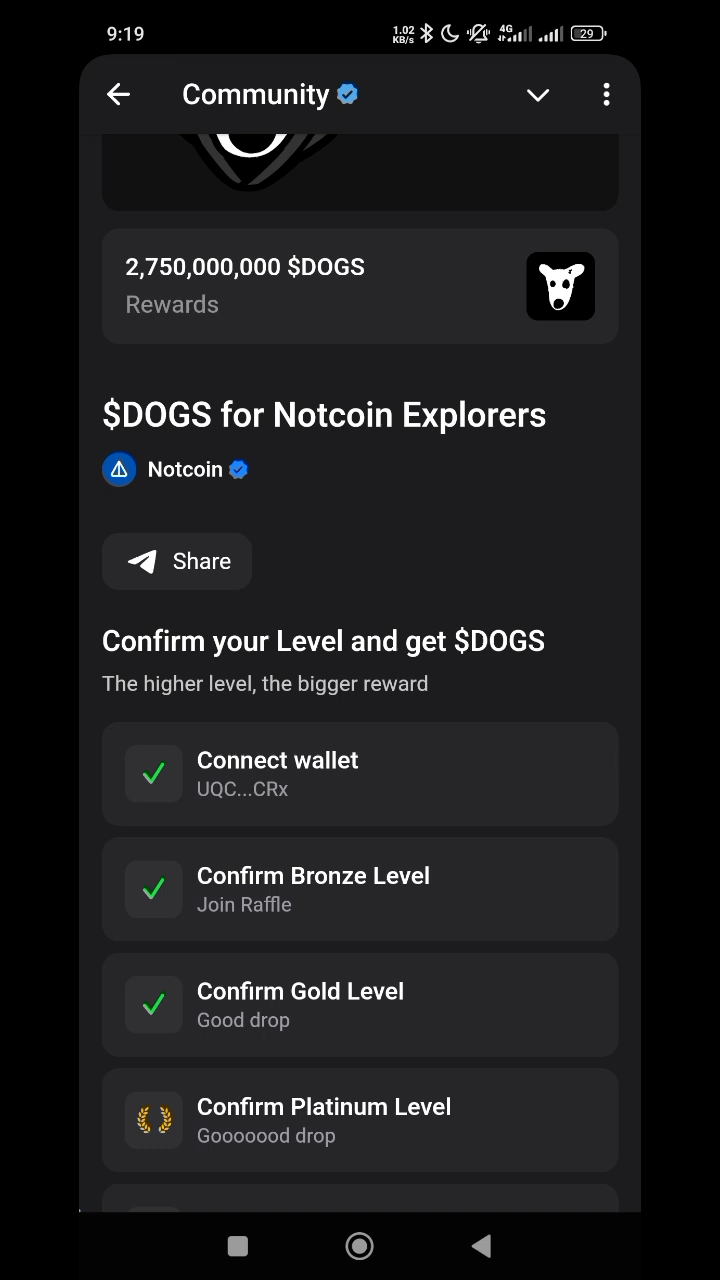 9:19
1.02
KB/s
4G
29
Community
2,750,000,000 $DOGS
Rewards
$DOGS for Notcoin Explorers
Notcoin
Share
Confirm your Level and get $DOGS
The higher level, the bigger reward
Connect wallet
UQC...CRx
Confirm Bronze Level
Join Raffle
Confirm Gold Level
Good drop
Confirm Platinum Level
Gooooood drop